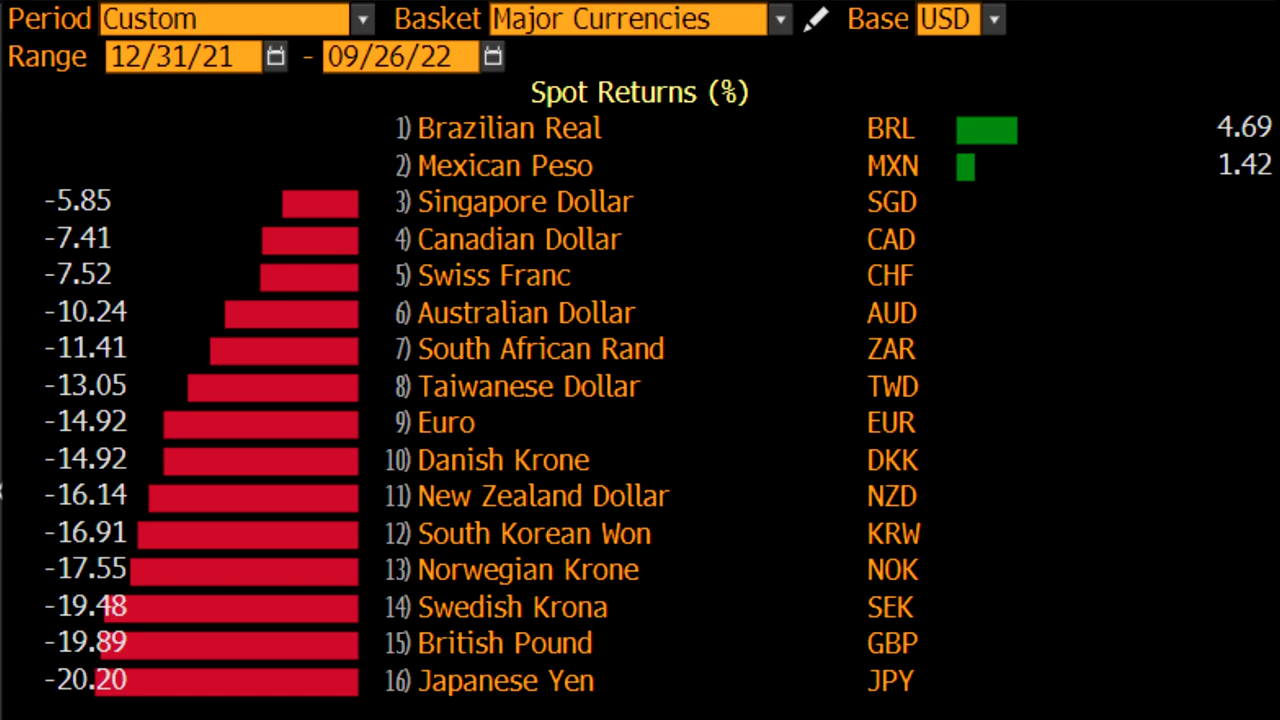 Period Custom Basket Major Currencies Base USD
Range 12/31/21 - 09/26/22
Spot Returns (%)
1) Brazilian Real BRL 4.69
2) Mexican Peso MXN 1.42
-5.85 3) Singapore Dollar SGD
-7.41 4) Canadian Dollar CAD
-7.52 5) Swiss Franc CHF
-10.24 6) Australian Dollar AUD
-11.41 7) South African Rand ZAR
-13.05 8) Taiwanese Dollar TWD
-14.92 9) Euro EUR
-14.92 10) Danish Krone DKK
-16.14 11) New Zealand Dollar NZD
-16.91 12) South Korean Won KRW
-17.55 13) Norwegian Krone NOK
-19.48 14) Swedish Krona SEK
-19.89 15) British Pound GBP
-20.20 16) Japanese Yen JPY